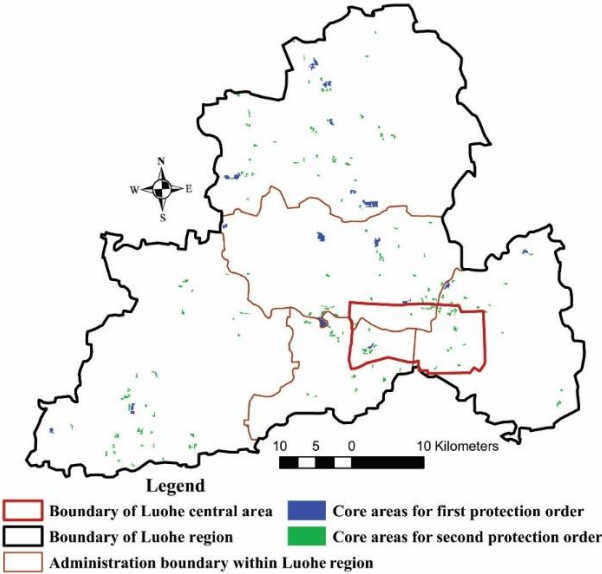 N
W E
S
10 5 0 10 Kilometers
Legend
Boundary of Luohe central area Core areas for first protection order
Boundary of Luohe region Core areas for second protection order
Administration boundary within Luohe region